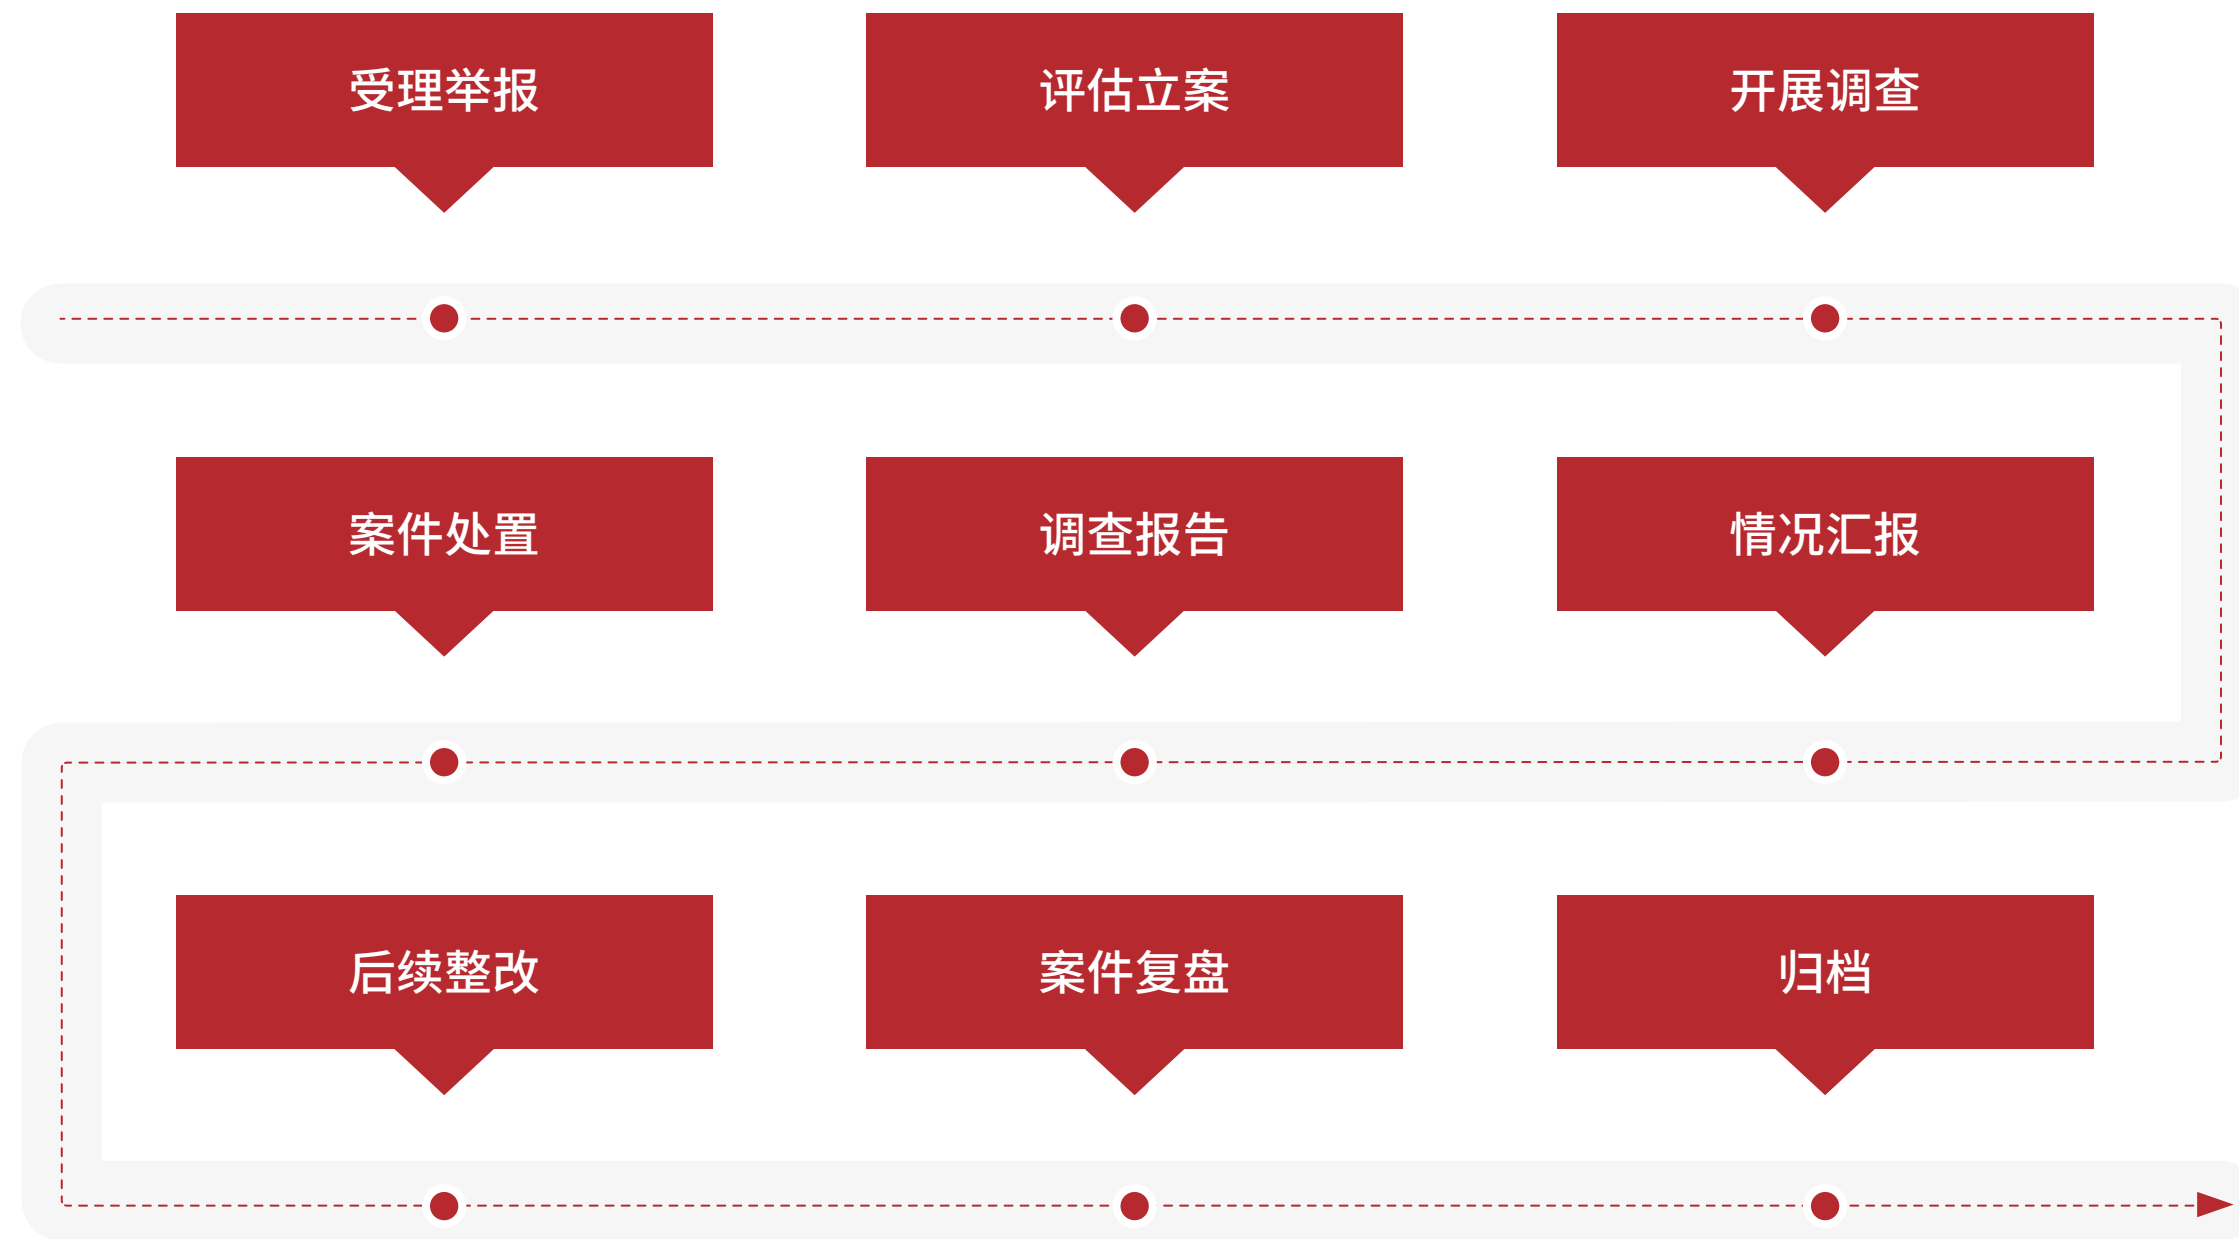 受理举报
评估立案
开展调查
情况汇报
调查报告
案件处置
后续整改
案件复盘
归档